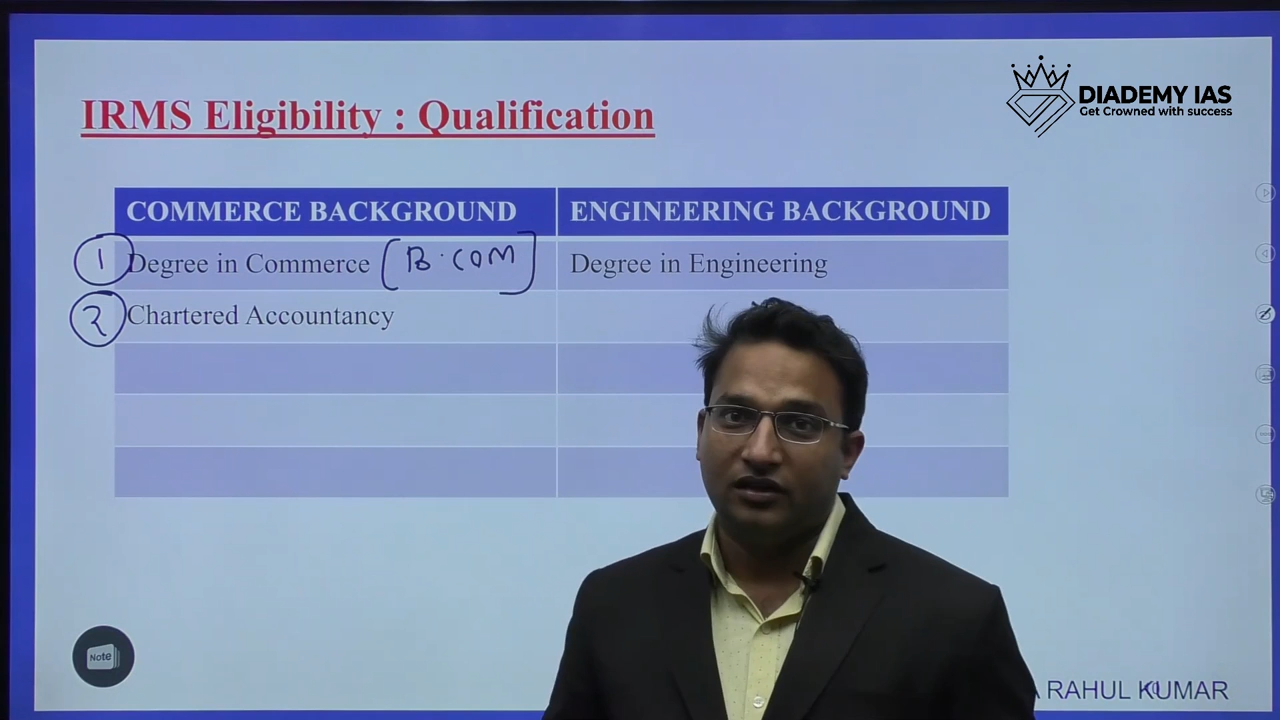 DIADEMY IAS
Get Crowned with success
IRMS Eligibility : Qualification
COMMERCE BACKGROUND ENGINEERING BACKGROUND
1 Degree in Commerce [B.COM] Degree in Engineering
2 Chartered Accountancy
Note
RAHUL KUMAR